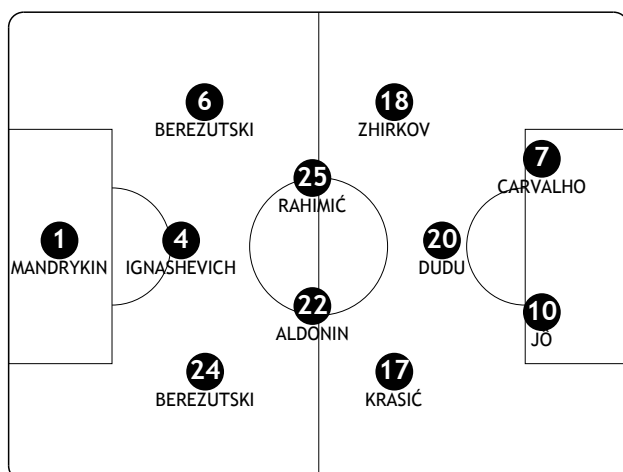 6
BEREZUTSKI
18
ZHIRKOV
7
CARVALHO
25
RAHIMIĆ
1
MANDRYKIN
4
IGNASHEVICH
20
DUDU
22
ALDONIN
10
JÔ
24
BEREZUTSKI
17
KRASIĆ